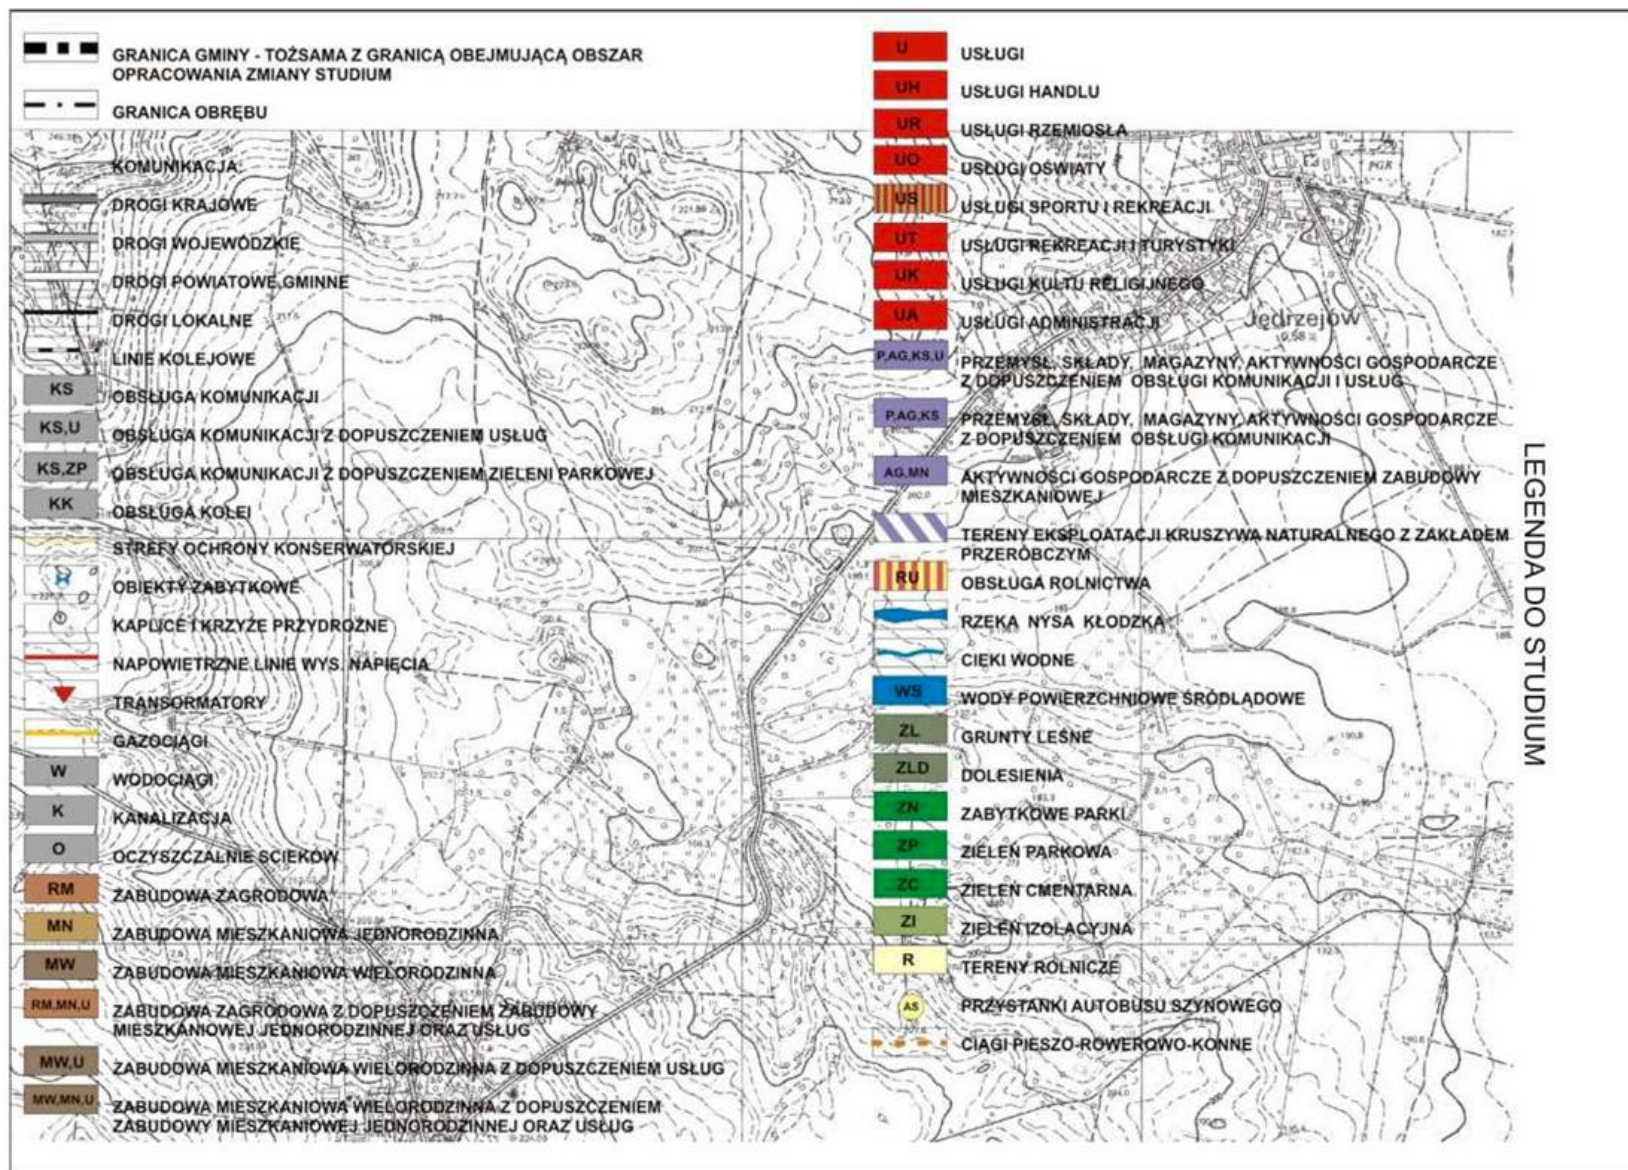 GRANICA GMINY - TOŻSAMA Z GRANICĄ OBEJMUJĄCĄ OBSZAR
OPRACOWANIA ZMIANY STUDIUM
GRANICA OBRĘBU
KOMUNIKACJA:
DROGI KRAJOWE
DROGI WOJEWÓDZKIE
DROGI POWIATOWE,GMINNE
DROGI LOKALNE
LINIE KOLEJOWE
KS OBSŁUGA KOMUNIKACJI
KS,U OBSŁUGA KOMUNIKACJI Z DOPUSZCZENIEM USŁUG
KS,ZP OBSŁUGA KOMUNIKACJI Z DOPUSZCZENIEM ZIELENI PARKOWEJ
KK OBSŁUGA KOLEI
STREFY OCHRONY KONSERWATORSKIEJ
OBIEKTY ZABYTKOWE
KAPLICE I KRZYŻE PRZYDROŻNE
NAPOWIETRZNE LINIE WYS. NAPIĘCIA
TRANSORMATORY
GAZOCIĄGI
W WODOCIĄGI
K KANALIZACJA
O OCZYSZCZALNIE ŚCIEKÓW
RM ZABUDOWA ZAGRODOWA
MN ZABUDOWA MIESZKANIOWA JEDNORODZINNA
MW ZABUDOWA MIESZKANIOWA WIELORODZINNA
RM,MN,U ZABUDOWA ZAGRODOWA Z DOPUSZCZENIEM ZABUDOWY
MIESZKANIOWEJ JEDNORODZINNEJ ORAZ USŁUG
MW,U ZABUDOWA MIESZKANIOWA WIELORODZINNA Z DOPUSZCZENIEM USŁUG
MW,MN,U ZABUDOWA MIESZKANIOWA WIELORODZINNA Z DOPUSZCZENIEM
ZABUDOWY MIESZKANIOWEJ JEDNORODZINNEJ ORAZ USŁUG
U USŁUGI
UH USŁUGI HANDLU
UR USŁUGI RZEMIOSŁA
UO USŁUGI OŚWIATY
US USŁUGI SPORTU I REKREACJI
UT USŁUGI REKREACJI I TURYSTYKI
UK USŁUGI KULTU RELIGIJNEGO
UA USŁUGI ADMINISTRACJI
P,AG,KS,U PRZEMYSŁ, SKŁADY, MAGAZYNY, AKTYWNOŚCI GOSPODARCZE
Z DOPUSZCZENIEM OBSŁUGI KOMUNIKACJI I USŁUG
P,AG,KS PRZEMYSŁ, SKŁADY, MAGAZYNY, AKTYWNOŚCI GOSPODARCZE
Z DOPUSZCZENIEM OBSŁUGI KOMUNIKACJI
AG,MN AKTYWNOŚCI GOSPODARCZE Z DOPUSZCZENIEM ZABUDOWY
MIESZKANIOWEJ
TERENY EKSPLOATACJI KRUSZYWA NATURALNEGO Z ZAKŁADEM
PRZERÓBCZYM
RU OBSŁUGA ROLNICTWA
RZEKA NYSA KŁODZKA
CIEKI WODNE
WS WODY POWIERZCHNIOWE ŚRÓDLĄDOWE
ZL GRUNTY LEŚNE
ZLD DOLESIENIA
ZN ZABYTKOWE PARKI
ZP ZIELEŃ PARKOWA
ZC ZIELEŃ CMENTARNA
ZI ZIELEŃ IZOLACYJNA
R TERENY ROLNICZE
AS PRZYSTANKI AUTOBUSU SZYNOWEGO
CIĄGI PIESZO-ROWEROWO-KONNE
Jędrzejów
PGR
LEGENDA DO STUDIUM